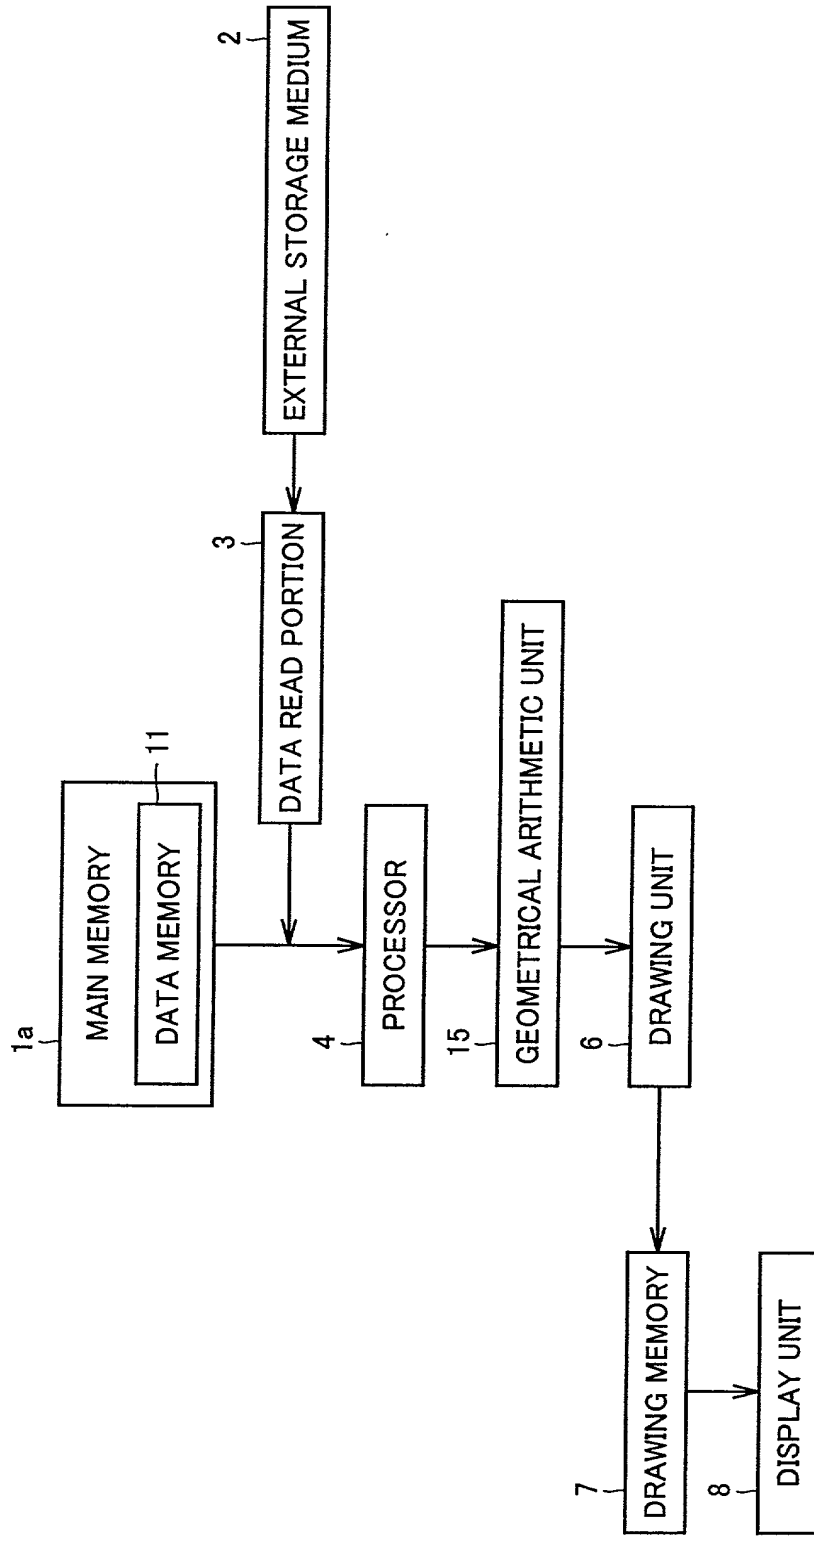 1a
MAIN MEMORY
11
DATA MEMORY
2
EXTERNAL STORAGE MEDIUM
3
DATA READ PORTION
4
PROCESSOR
15
GEOMETRICAL ARITHMETIC UNIT
6
DRAWING UNIT
7
DRAWING MEMORY
8
DISPLAY UNIT